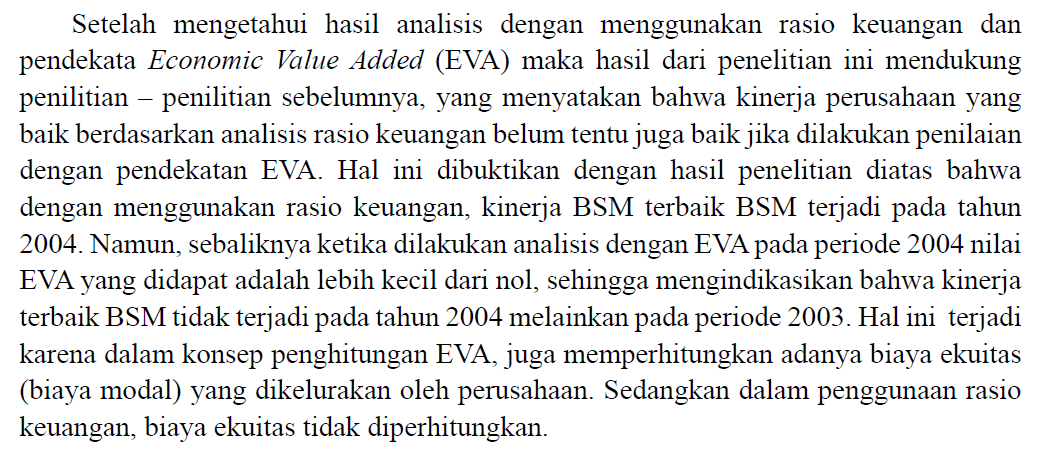 Setelah mengetahui hasil analisis dengan menggunakan rasio keuangan dan
pendekata Economic Value Added (EVA) maka hasil dari penelitian ini mendukung
penilitian – penilitian sebelumnya, yang menyatakan bahwa kinerja perusahaan yang
baik berdasarkan analisis rasio keuangan belum tentu juga baik jika dilakukan penilaian
dengan pendekatan EVA. Hal ini dibuktikan dengan hasil penelitian diatas bahwa
dengan menggunakan rasio keuangan, kinerja BSM terbaik BSM terjadi pada tahun
2004. Namun, sebaliknya ketika dilakukan analisis dengan EVA pada periode 2004 nilai
EVA yang didapat adalah lebih kecil dari nol, sehingga mengindikasikan bahwa kinerja
terbaik BSM tidak terjadi pada tahun 2004 melainkan pada periode 2003. Hal ini terjadi
karena dalam konsep penghitungan EVA, juga memperhitungkan adanya biaya ekuitas
(biaya modal) yang dikelurakan oleh perusahaan. Sedangkan dalam penggunaan rasio
keuangan, biaya ekuitas tidak diperhitungkan.